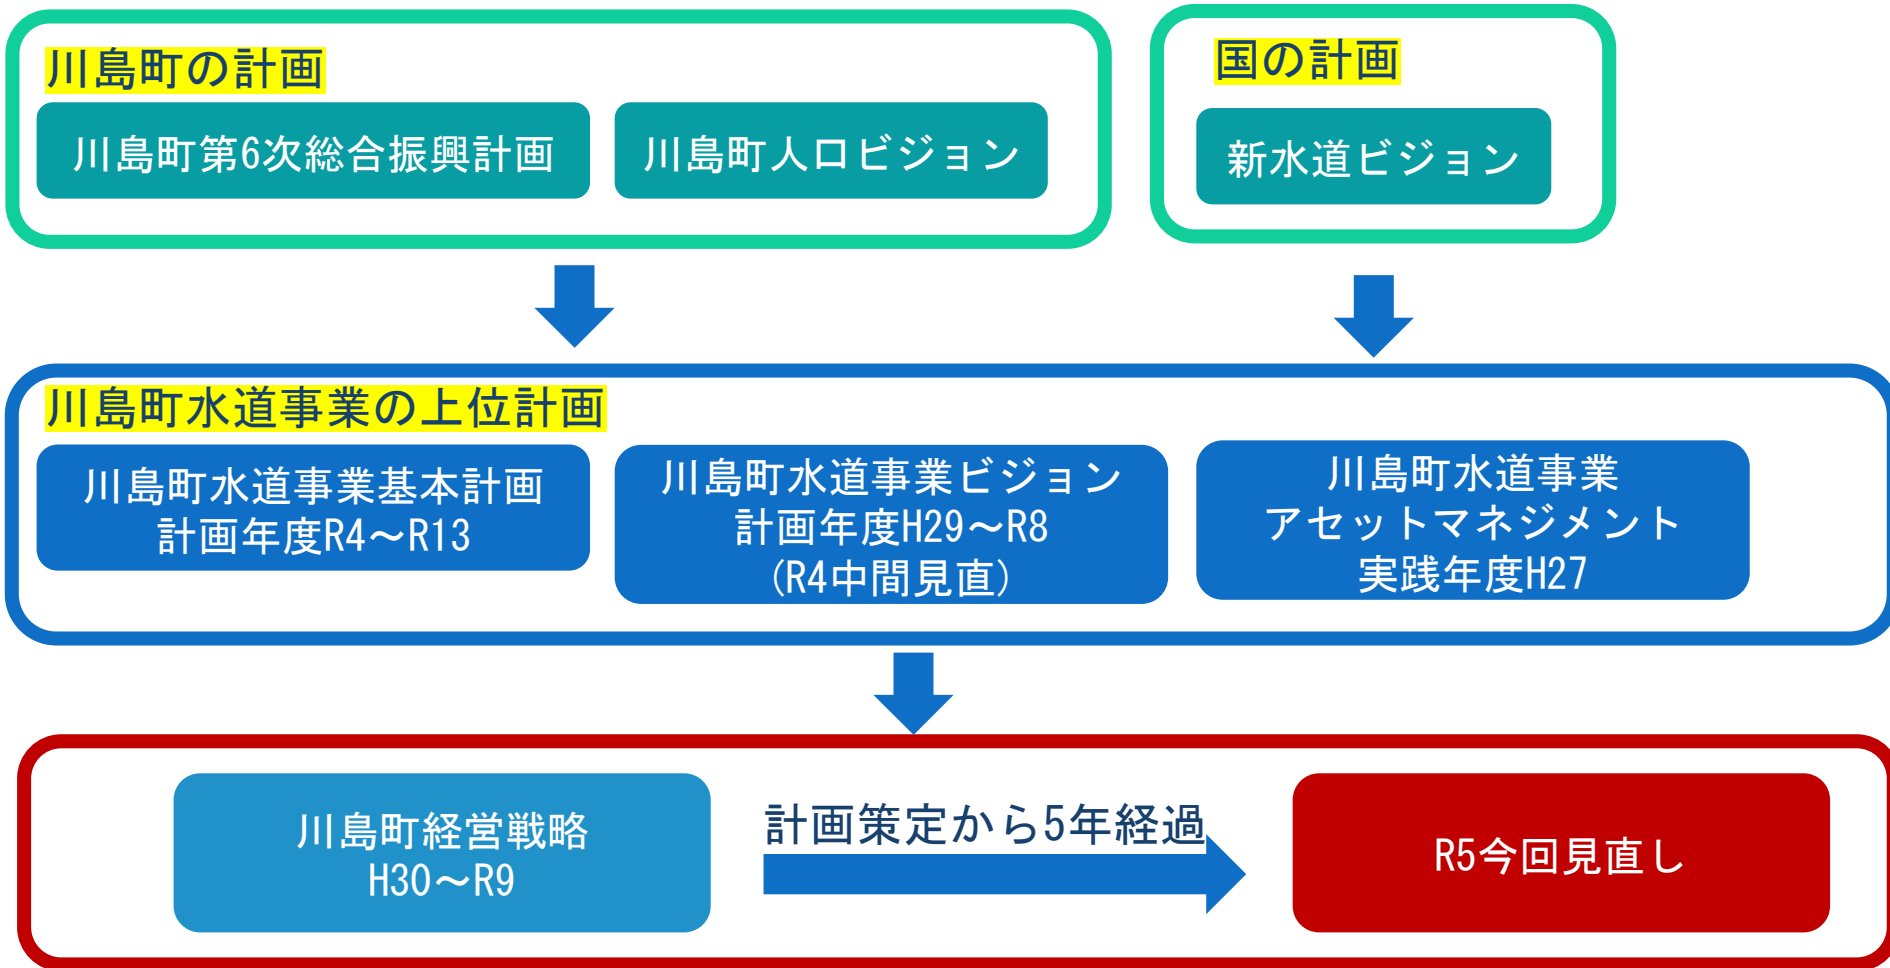 川島町の計画
川島町第6次総合振興計画
川島町人口ビジョン
国の計画
新水道ビジョン
川島町水道事業の上位計画
川島町水道事業基本計画
計画年度R4～R13
川島町水道事業ビジョン
計画年度H29～R8
(R4中間見直)
川島町水道事業
アセットマネジメント
実践年度H27
川島町経営戦略
H30～R9
計画策定から5年経過
R5今回見直し